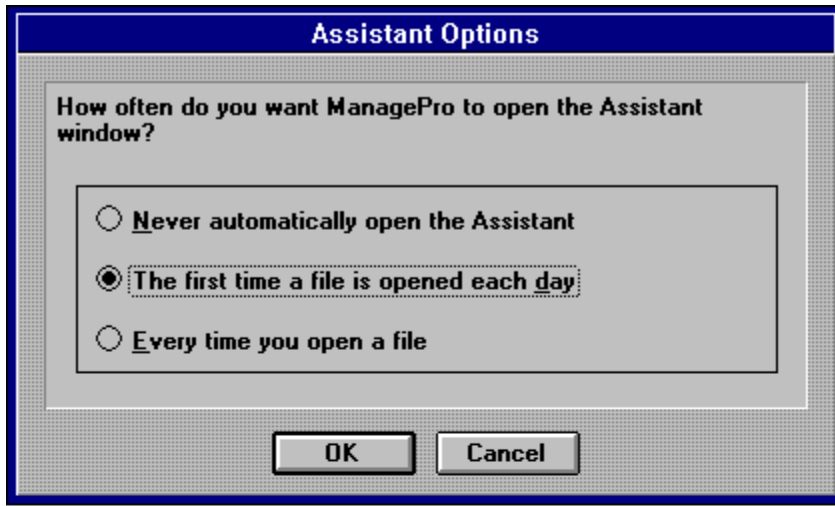 Assistant Options
How often do you want ManagePro to open the Assistant
window?
Never automatically open the Assistant
The first time a file is opened each day
Every time you open a file
OK
Cancel